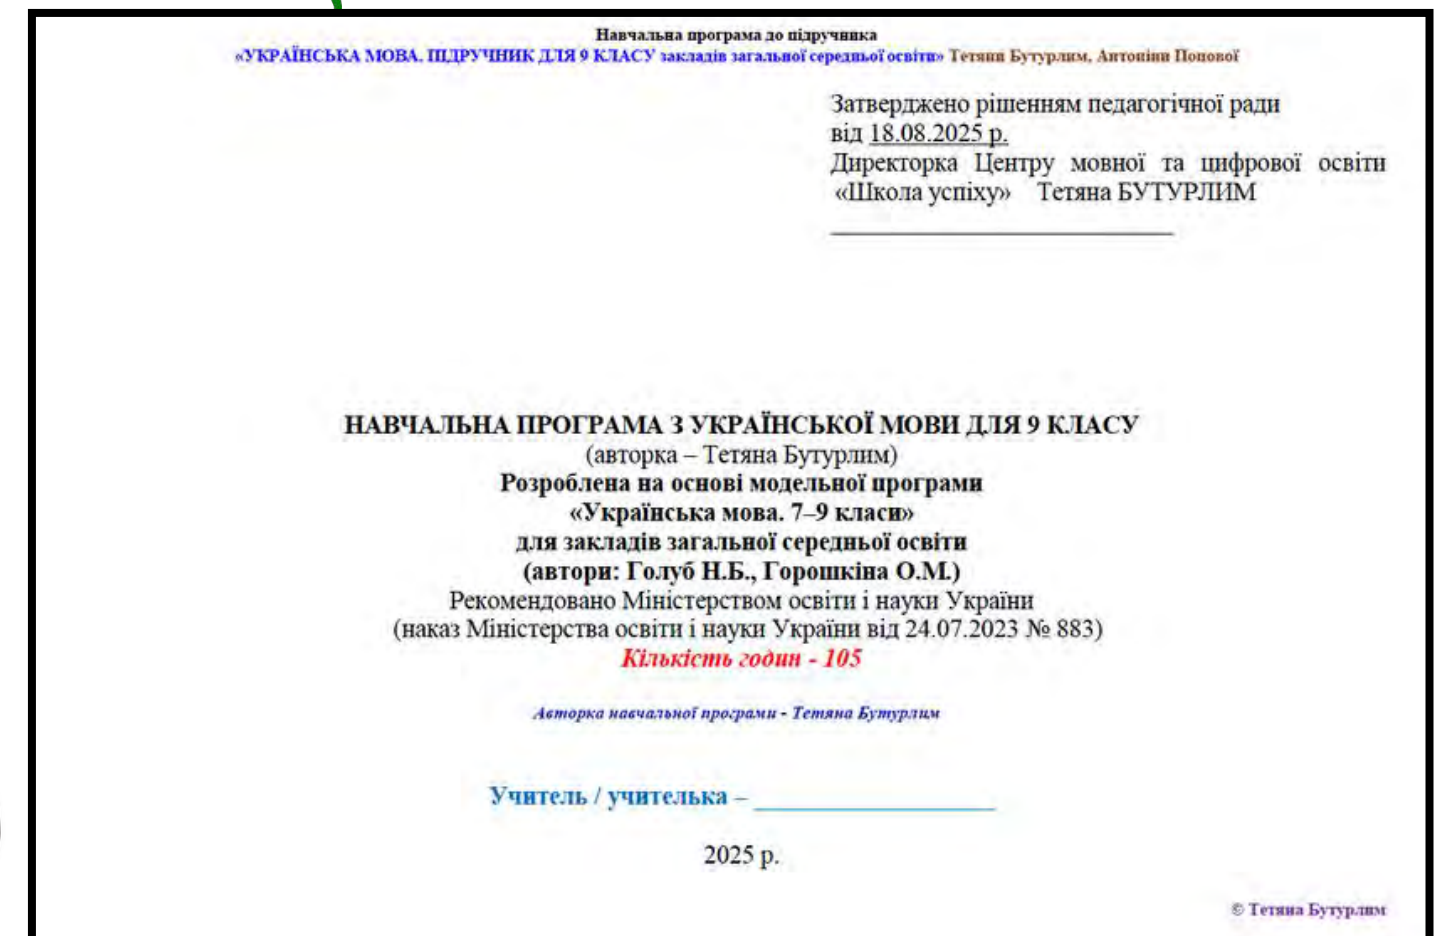 Навчальна програма до підручника
«УКРАЇНСЬКА МОВА. ПІДРУЧНИК ДЛЯ 9 КЛАСУ закладів загальної середньої освіти» Тетяни Бутурлим, Антоніни Попової
Затверджено рішенням педагогічної ради
від 18.08.2025 р.
Директорка Центру мовної та цифрової освіти
«Школа успіху» Тетяна БУТУРЛИМ
НАВЧАЛЬНА ПРОГРАМА З УКРАЇНСЬКОЇ МОВИ ДЛЯ 9 КЛАСУ
(авторка – Тетяна Бутурлим)
Розроблена на основі модельної програми
«Українська мова. 7–9 класи»
для закладів загальної середньої освіти
(автори: Голуб Н.Б., Горошкіна О.М.)
Рекомендовано Міністерством освіти і науки України
(наказ Міністерства освіти і науки України від 24.07.2023 № 883)
Кількість годин - 105
Авторка навчальної програми - Тетяна Бутурлим
Учитель / учителька –
2025 р.
© Тетяна Бутурлим